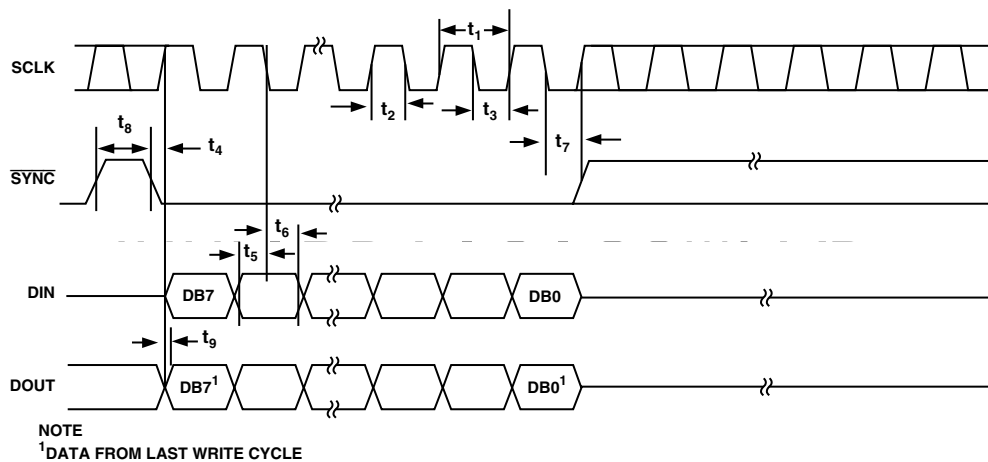 t1
SCLK
t2
t3
t8
t4
t7
SYNC
t6
t5
DIN
DB7
DB0
t9
DOUT
DB7¹
DB0¹
NOTE
¹DATA FROM LAST WRITE CYCLE